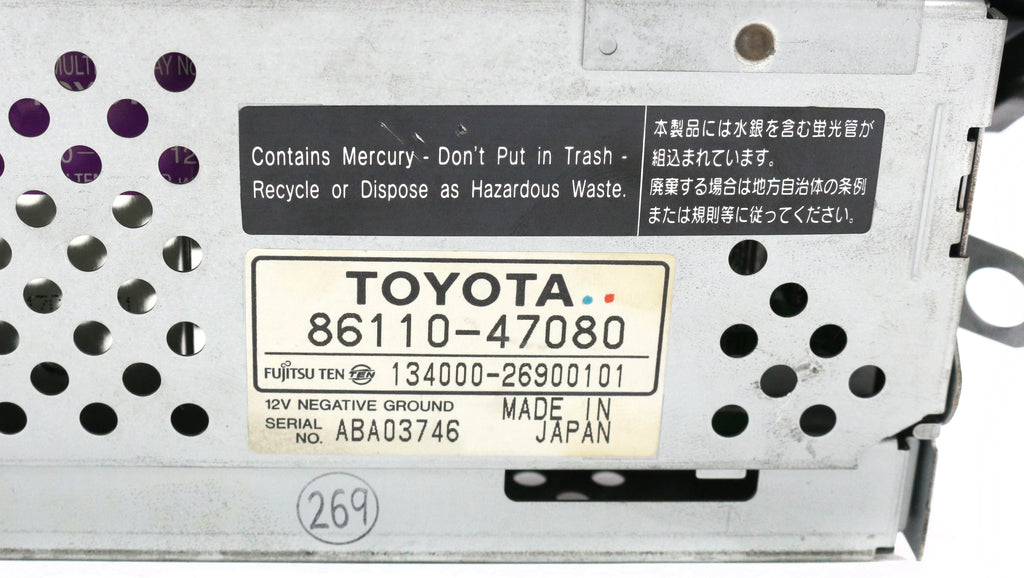 Contains Mercury - Don't Put in Trash -
Recycle or Dispose as Hazardous Waste.
本製品には水銀を含む蛍光管が
組込まれています。
廃棄する場合は地方自治体の条例
または規則等に従ってください。
TOYOTA
86110-47080
FUJITSU TEN TEN 134000-26900101
12V NEGATIVE GROUND
SERIAL NO. ABA03746
MADE IN
JAPAN
269